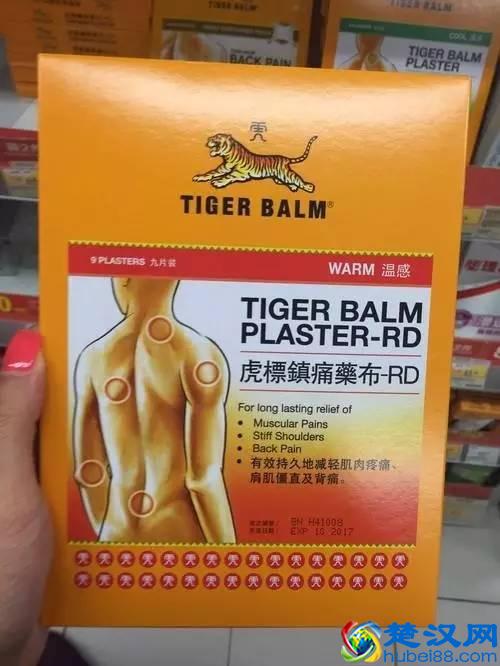 BACK PAIN
COOL
TIGER BALM
PLASTER
虎
TIGER BALM®
9 PLASTERS 九片装
WARM 温感
TIGER BALM
PLASTER-RD
虎標鎮痛藥布-RD
For long lasting relief of
• Muscular Pains
• Stiff Shoulders
• Back Pain
• 有效持久地减轻肌肉疼痛、
肩肌僵直及背痛。
BN H41008
EXP 10 2017
楚汉网
hubei88.com